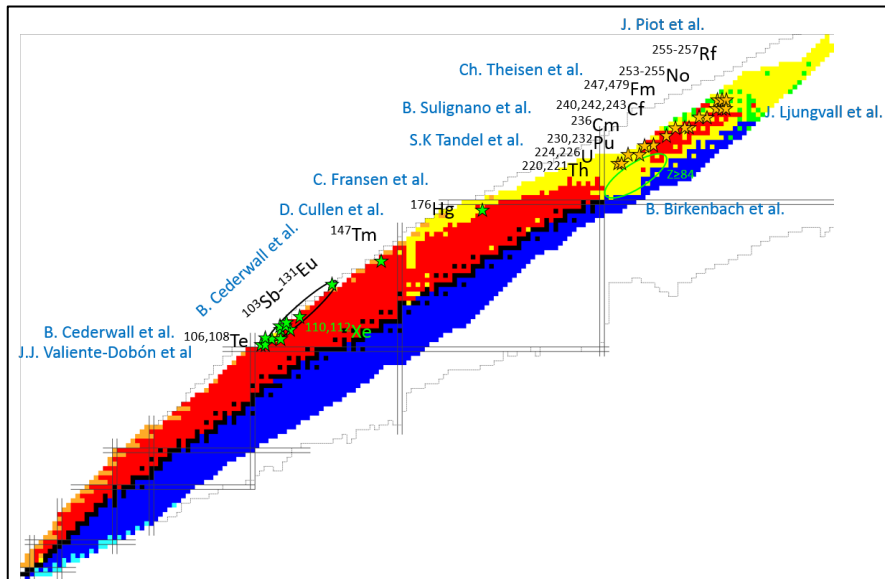 J. Piot et al.
255-257Rf
Ch. Theisen et al.
253-255No
247,479Fm
B. Sulignano et al.
240,242,243Cf
J. Ljungvall et al.
236Cm
S.K Tandel et al.
230,232Pu
224,226U
220,221Th
Z≥84
C. Fransen et al.
176Hg
B. Birkenbach et al.
D. Cullen et al.
147Tm
B. Cederwall et al.
103Sb-131Eu
110,112Xe
B. Cederwall et al.
106,108Te
J.J. Valiente-Dobón et al